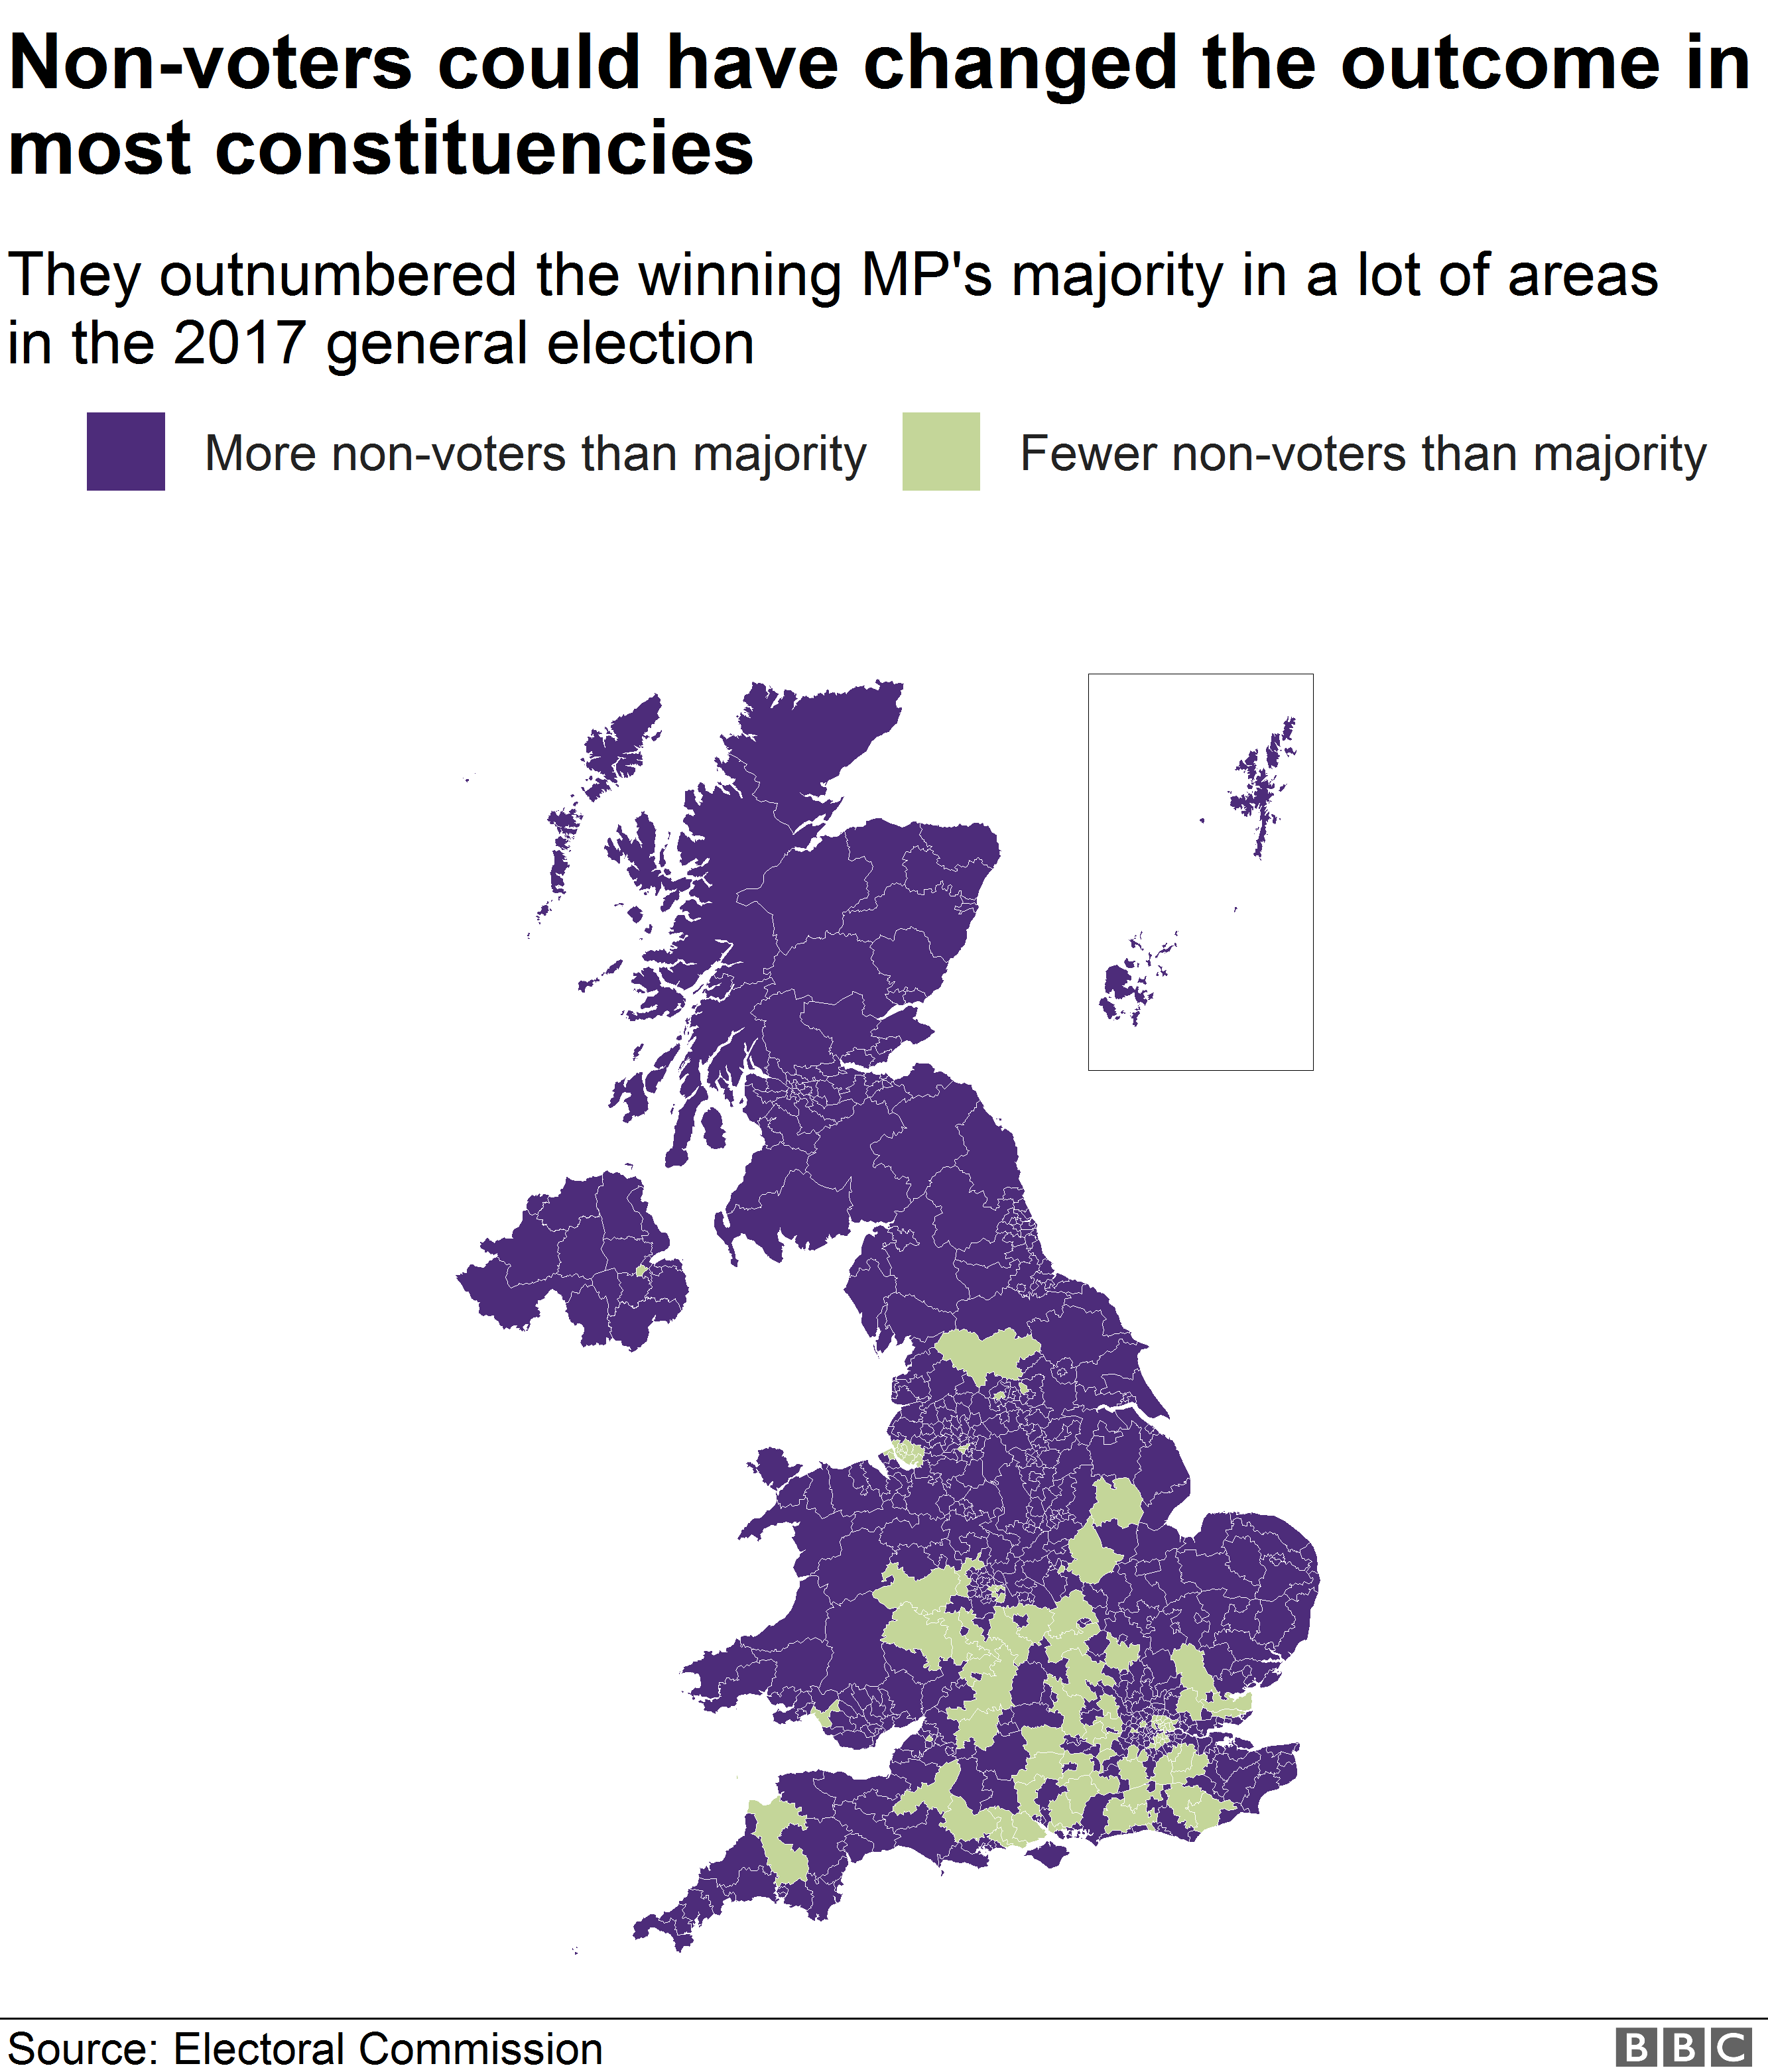 Non-voters could have changed the outcome in
most constituencies
They outnumbered the winning MP's majority in a lot of areas
in the 2017 general election
More non-voters than majority
Fewer non-voters than majority
Source: Electoral Commission
BBC